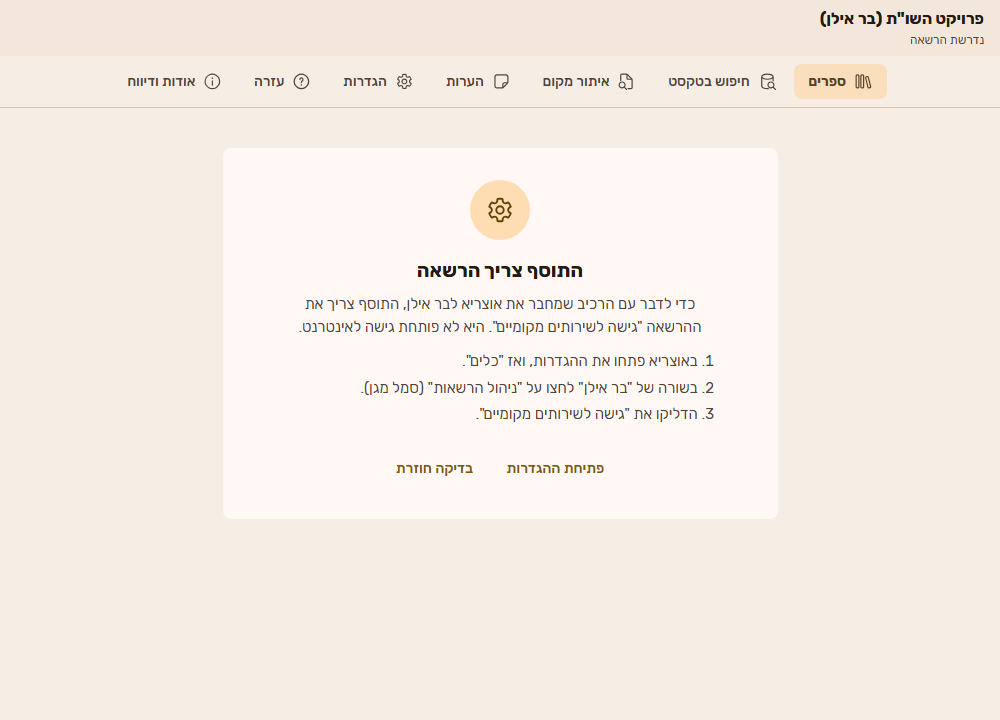 פרויקט השו"ת (בר אילן)
נדרשת הרשאה
ספרים
חיפוש בטקסט
איתור מקום
הערות
הגדרות
עזרה
אודות ודיווח
התוסף צריך הרשאה
כדי לדבר עם הרכיב שמחבר את אוצריא לבר אילן, התוסף צריך את
ההרשאה "גישה לשירותים מקומיים". היא לא פותחת גישה לאינטרנט.
1. באוצריא פתחו את ההגדרות, ואז "כלים".
2. בשורה של "בר אילן" לחצו על "ניהול הרשאות" (סמל מגן).
3. הדליקו את "גישה לשירותים מקומיים".
פתיחת ההגדרות
בדיקה חוזרת